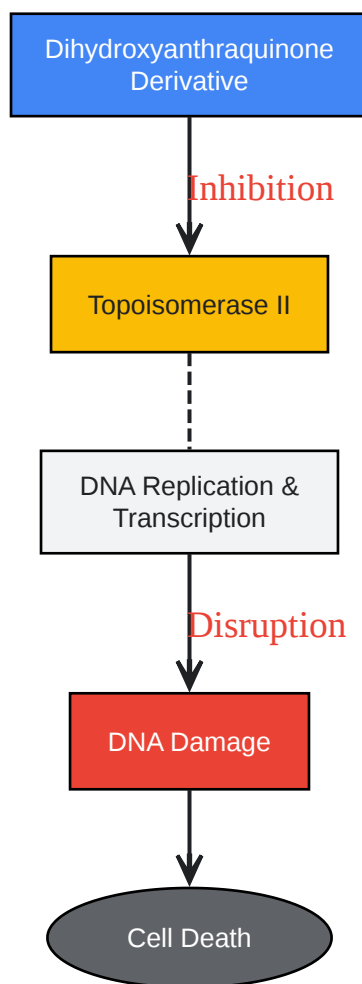 Dihydroxyanthraquinone
Derivative
Inhibition
Topoisomerase II
DNA Replication &
Transcription
Disruption
DNA Damage
Cell Death